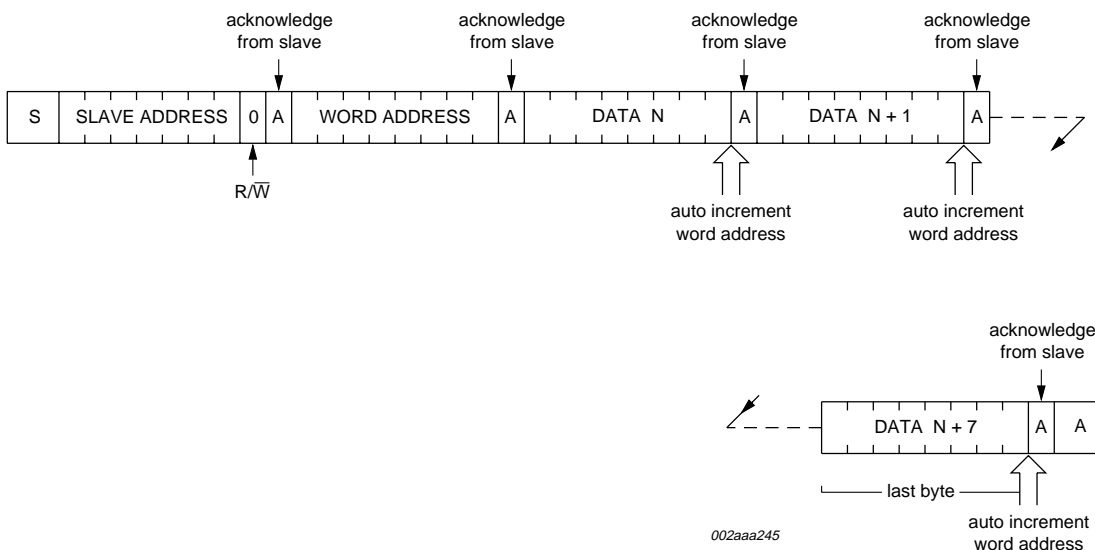 acknowledge
from slave
acknowledge
from slave
acknowledge
from slave
acknowledge
from slave
S SLAVE ADDRESS 0 A WORD ADDRESS A DATA N A DATA N + 1 A
R/W̅
auto increment
word address
auto increment
word address
acknowledge
from slave
DATA N + 7 A A
last byte
auto increment
word address
002aaa245